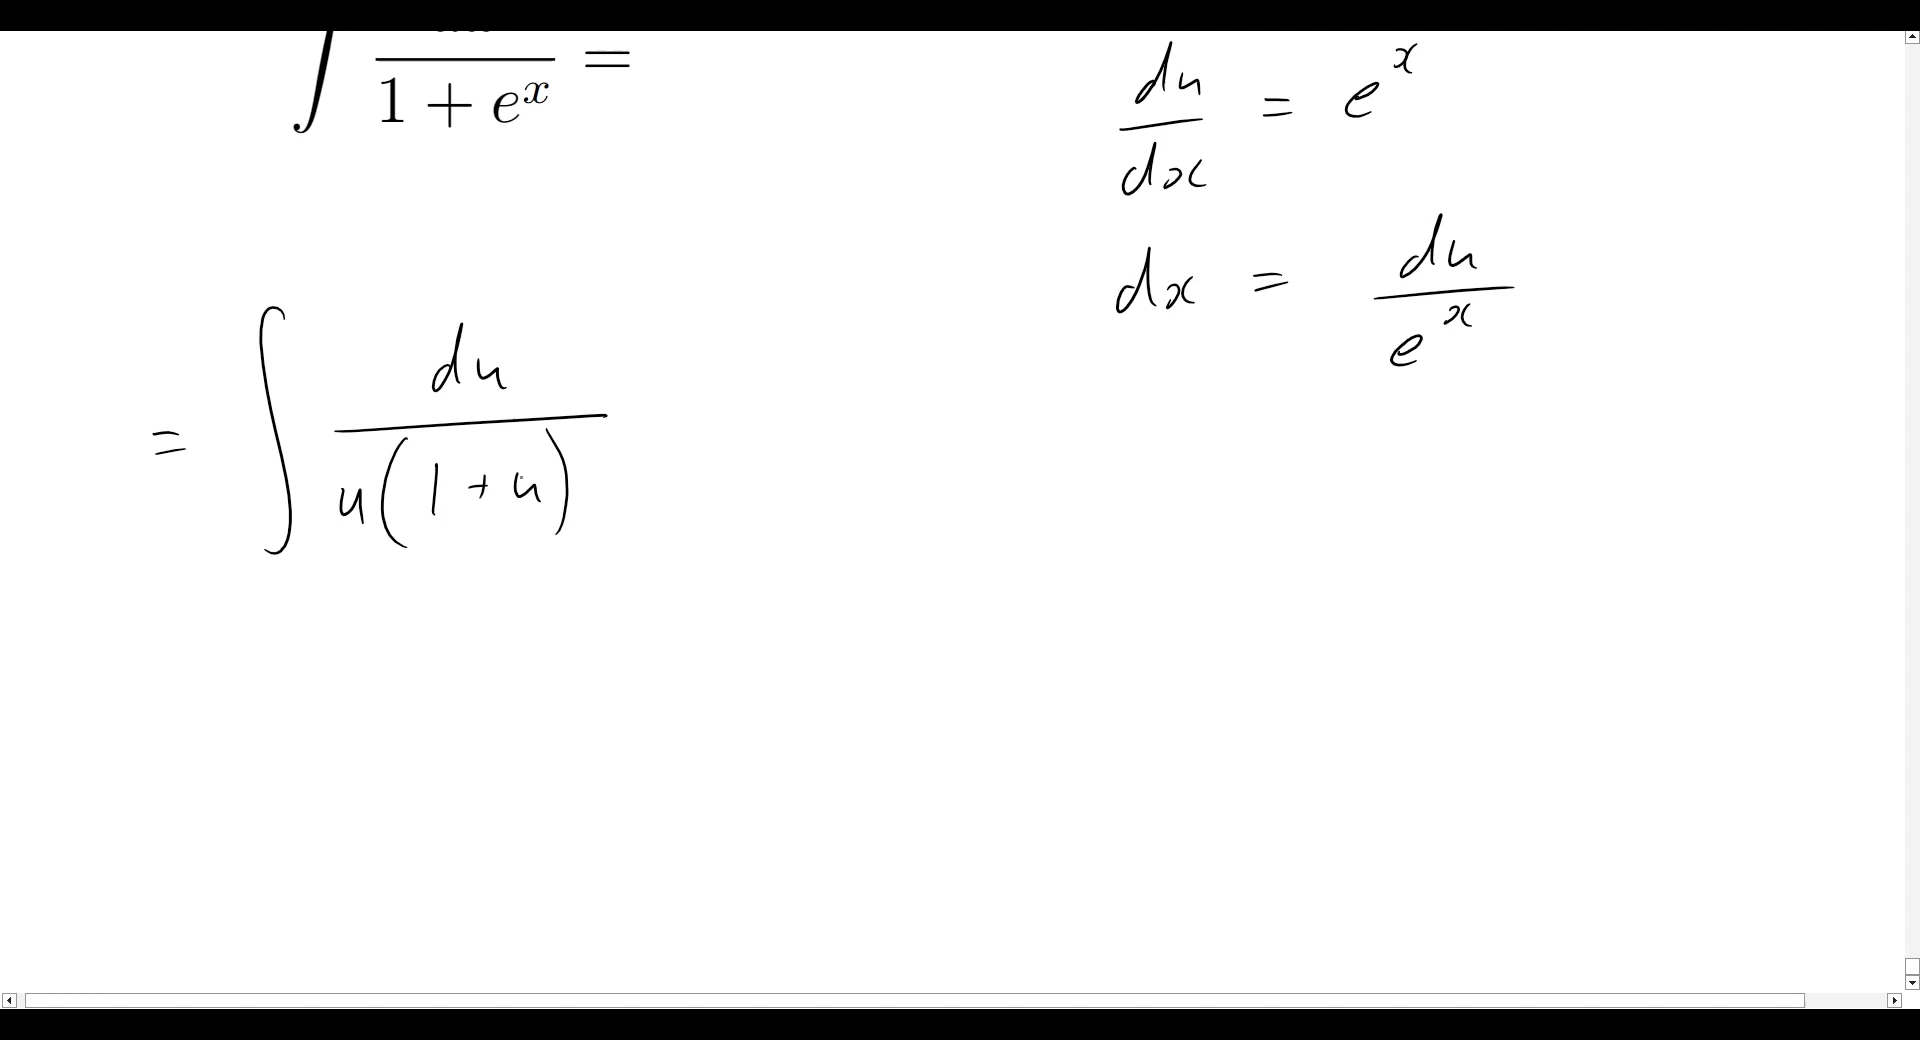 ∫ 1 + e^x =
du/dx = e^x
dx = du/e^x
= ∫ du/(u(1+u))